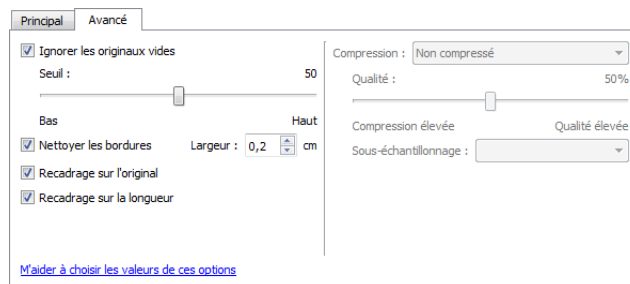 Principal Avancé
Ignorer les originaux vides
Seuil : 50
Bas Haut
Nettoyer les bordures Largeur : 0,2 cm
Recadrage sur l'original
Recadrage sur la longueur
M'aider à choisir les valeurs de ces options
Compression : Non compressé
Qualité : 50%
Compression élevée Qualité élevée
Sous-échantillonnage :